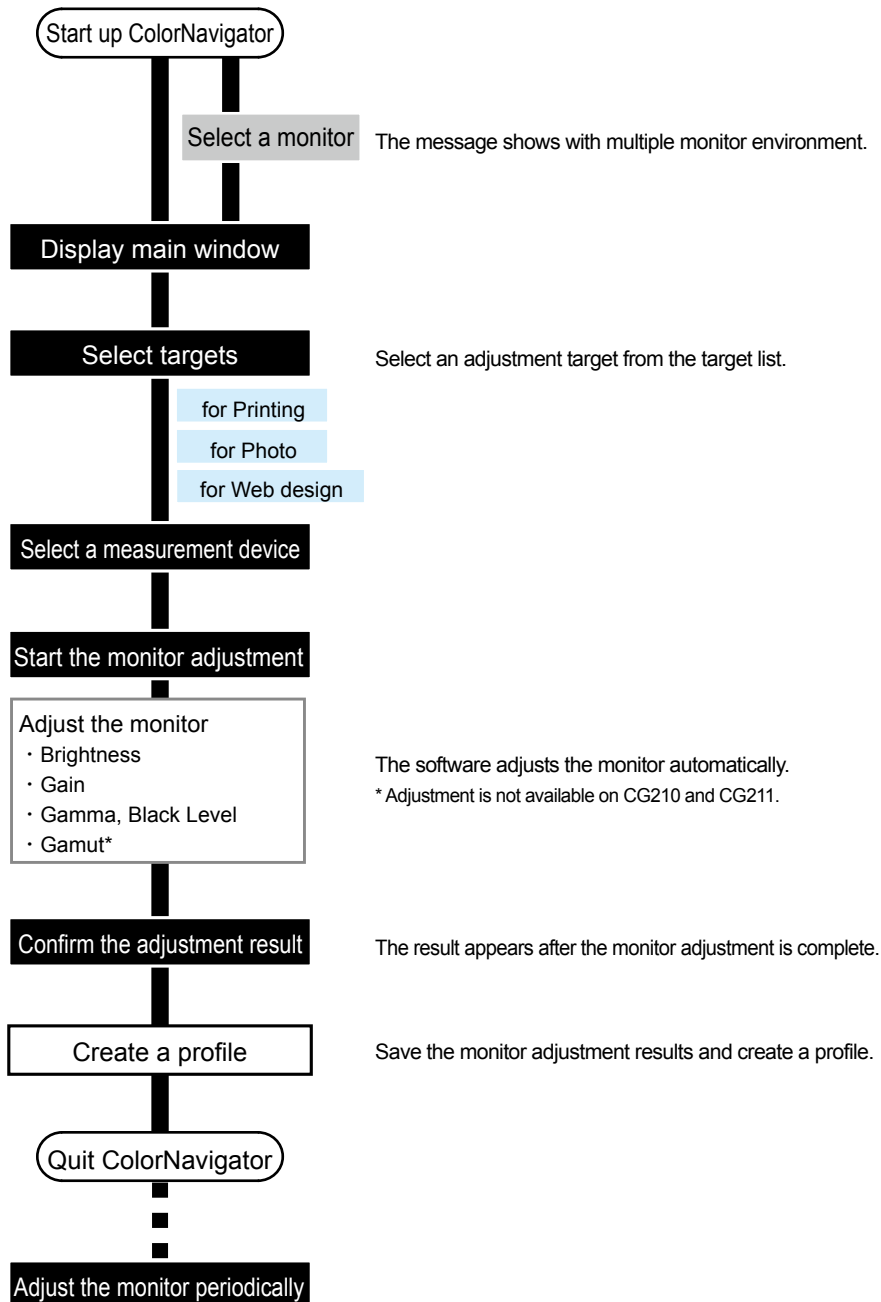 Start up ColorNavigator
Select a monitor
The message shows with multiple monitor environment.
Display main window
Select targets
Select an adjustment target from the target list.
for Printing
for Photo
for Web design
Select a measurement device
Start the monitor adjustment
Adjust the monitor
・Brightness
・Gain
・Gamma, Black Level
・Gamut*
The software adjusts the monitor automatically.
* Adjustment is not available on CG210 and CG211.
Confirm the adjustment result
The result appears after the monitor adjustment is complete.
Create a profile
Save the monitor adjustment results and create a profile.
Quit ColorNavigator
Adjust the monitor periodically